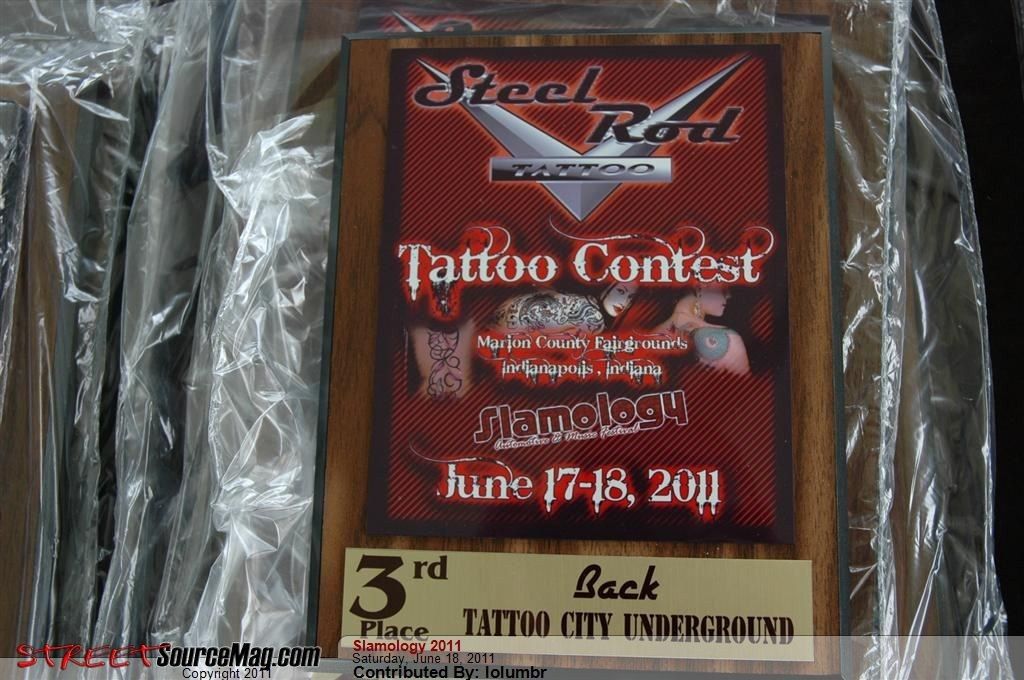 Steel
Rod
TATTOO
Tattoo Contest
Marion County Fairgrounds
Indianapolis, Indiana
Slamology
Automotive & Music Festival
June 17-18, 2011
3rd
Place
Back
TATTOO CITY UNDERGROUND
STREETSourceMag.com
Copyright 2011
Slamology 2011
Saturday, June 18, 2011
Contributed By: lolumbr